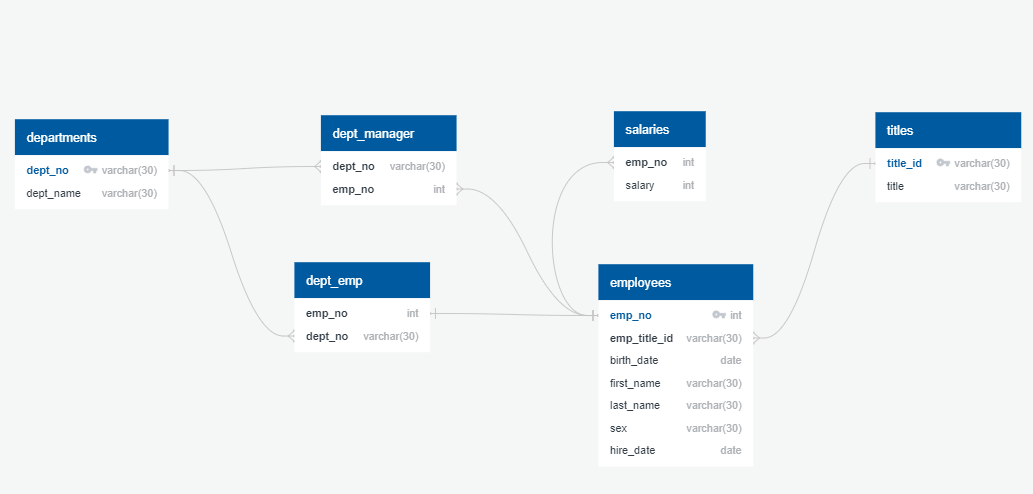 departments
dept_no varchar(30)
dept_name varchar(30)
dept_manager
dept_no varchar(30)
emp_no int
salaries
emp_no int
salary int
titles
title_id varchar(30)
title varchar(30)
dept_emp
emp_no int
dept_no varchar(30)
employees
emp_no int
emp_title_id varchar(30)
birth_date date
first_name varchar(30)
last_name varchar(30)
sex varchar(30)
hire_date date